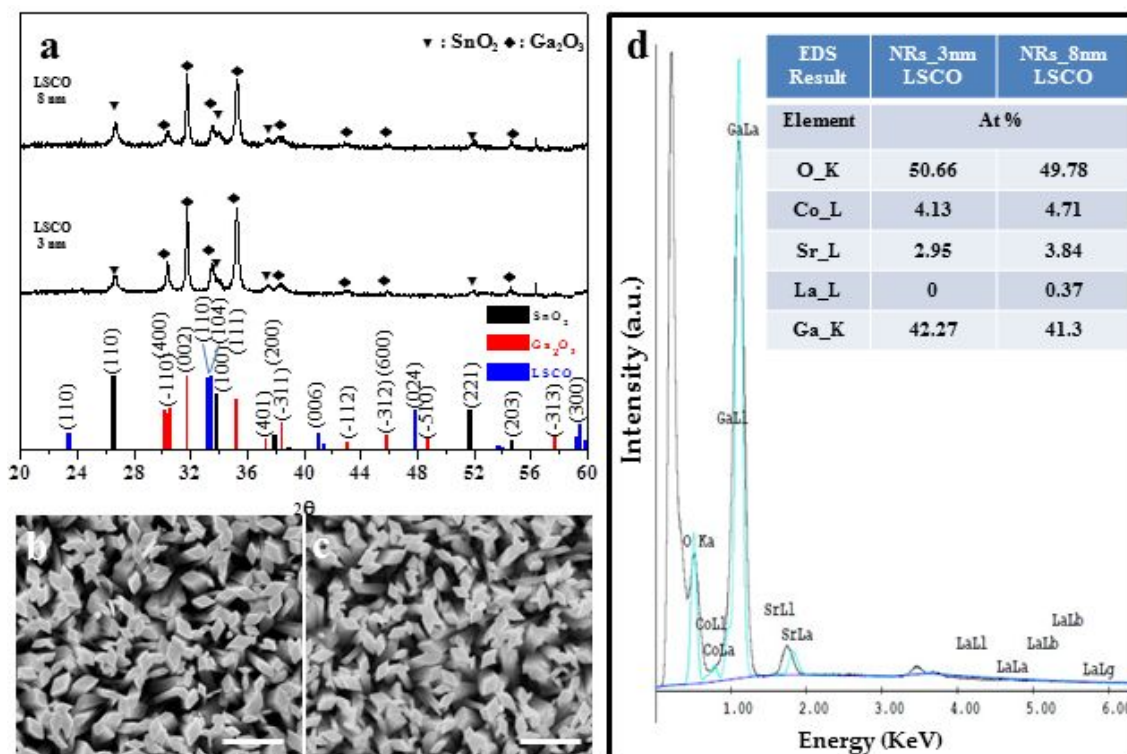 a
▼ : SnO₂ ◆ : Ga₂O₃
LSCO
8 nm
LSCO
3 nm
SnO₂
Ga₂O₃
LSCO
(110)
(110)
(400)
(-110)
(002)
(110)
(104)
(100)
(111)
(401)
(200)
(-311)
(006)
(-112)
(600)
(-312)
(024)
(-510)
(221)
(203)
(-313)
(300)
20 24 28 32 36 40 44 48 52 56 60
2θ
b
c
d
EDS Result NRs_3nm LSCO NRs_8nm LSCO
Element At %
O_K 50.66 49.78
Co_L 4.13 4.71
Sr_L 2.95 3.84
La_L 0 0.37
Ga_K 42.27 41.3
Intensity (a.u.)
GaLa
GaLl
O Ka
CoLl
CoLa
SrLl
SrLa
LaLl
LaLa
LaLb
LaLb
LaLg
1.00 2.00 3.00 4.00 5.00 6.00
Energy (KeV)